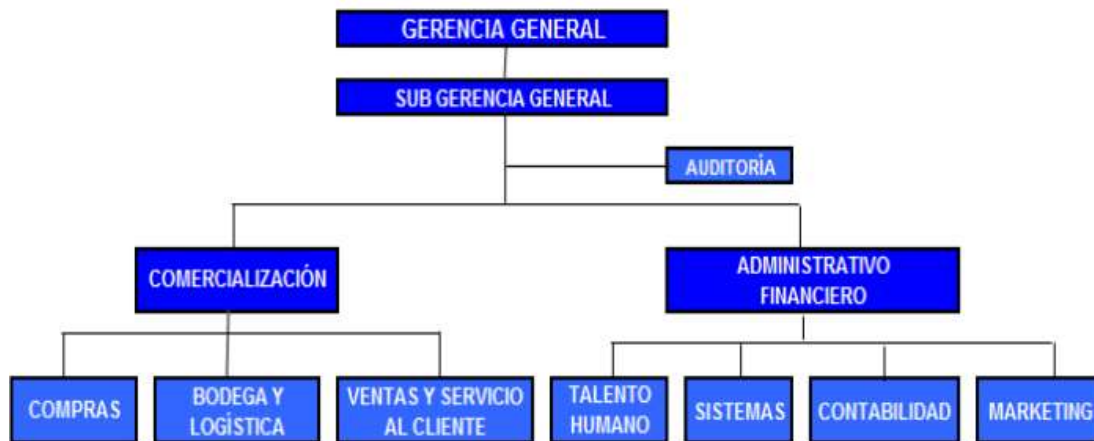 GERENCIA GENERAL
SUB GERENCIA GENERAL
AUDITORÍA
COMERCIALIZACIÓN
ADMINISTRATIVO
FINANCIERO
COMPRAS
BODEGA Y
LOGÍSTICA
VENTAS Y SERVICIO
AL CLIENTE
TALENTO
HUMANO
SISTEMAS
CONTABILIDAD
MARKETING